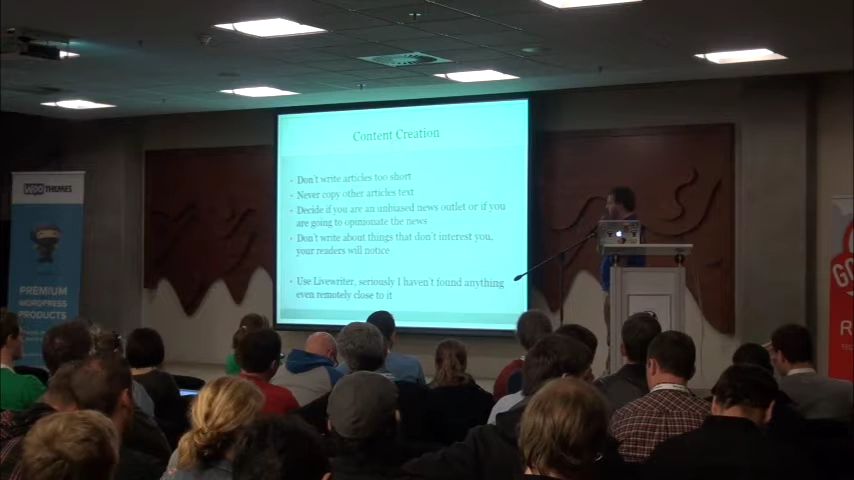 Content Creation
Don't write articles too short
Never copy other articles text
Decide if you are an unbiased news outlet or if you
are going to opinionate the news
Don't write about things that don't interest you,
your readers will notice
Use Livewriter, seriously I haven't found anything
even remotely close to it
WOO THEMES
PREMIUM
WORDPRESS
PRODUCTS
GO
R